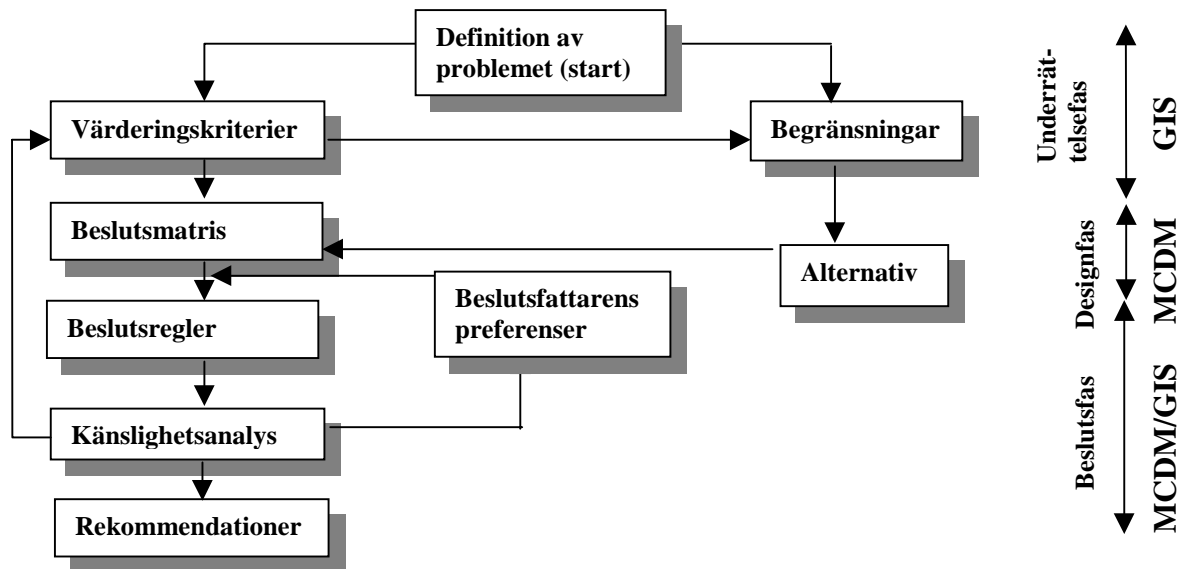 Definition av
problemet (start)
Värderingskriterier
Begränsningar
Beslutsmatris
Alternativ
Beslutsfattarens
preferenser
Beslutsregler
Känslighetsanalys
Rekommendationer
Underrät-
telsefas
GIS
Designfas
MCDM
Beslutsfas
MCDM/GIS